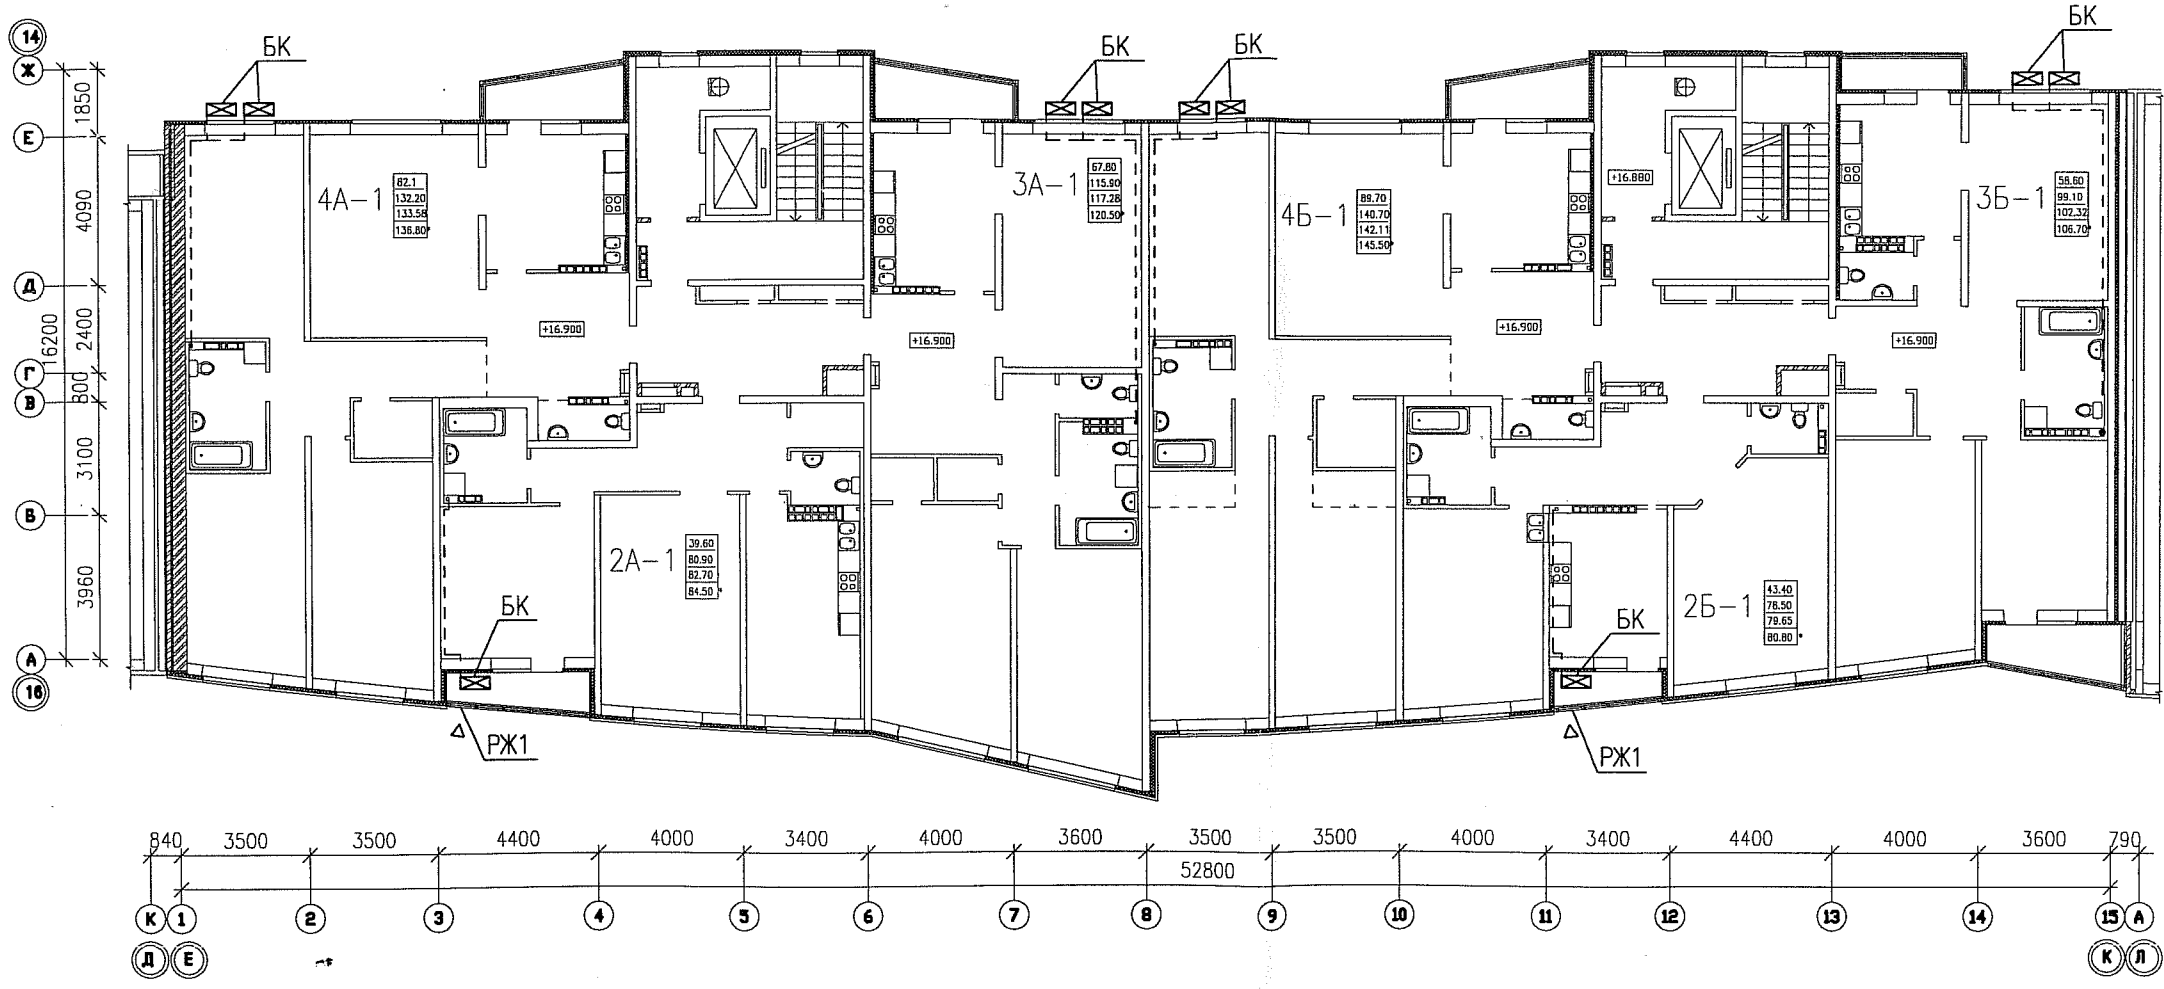 14
Ж
Е
Д
Г
В
Б
А
16
1850
4090
2400
800
3100
3960
16200
БК
БК
БК
БК
4А-1
82.1
132.20
133.58
136.80*
3А-1
67.80
115.90
117.28
120.50*
4Б-1
89.70
140.70
142.11
145.50*
+16.880
3Б-1
58.60
99.10
102.32
106.70*
+16.900
+16.900
+16.900
+16.900
2А-1
39.60
80.90
82.70
84.50*
2Б-1
43.40
78.50
79.65
80.80*
БК
БК
РЖ1
РЖ1
840 3500 3500 4400 4000 3400 4000 3600 3500 3500 4000 3400 4400 4000 3600 790
52800
К 1 2 3 4 5 6 7 8 9 10 11 12 13 14 15 А
Д Е К Л